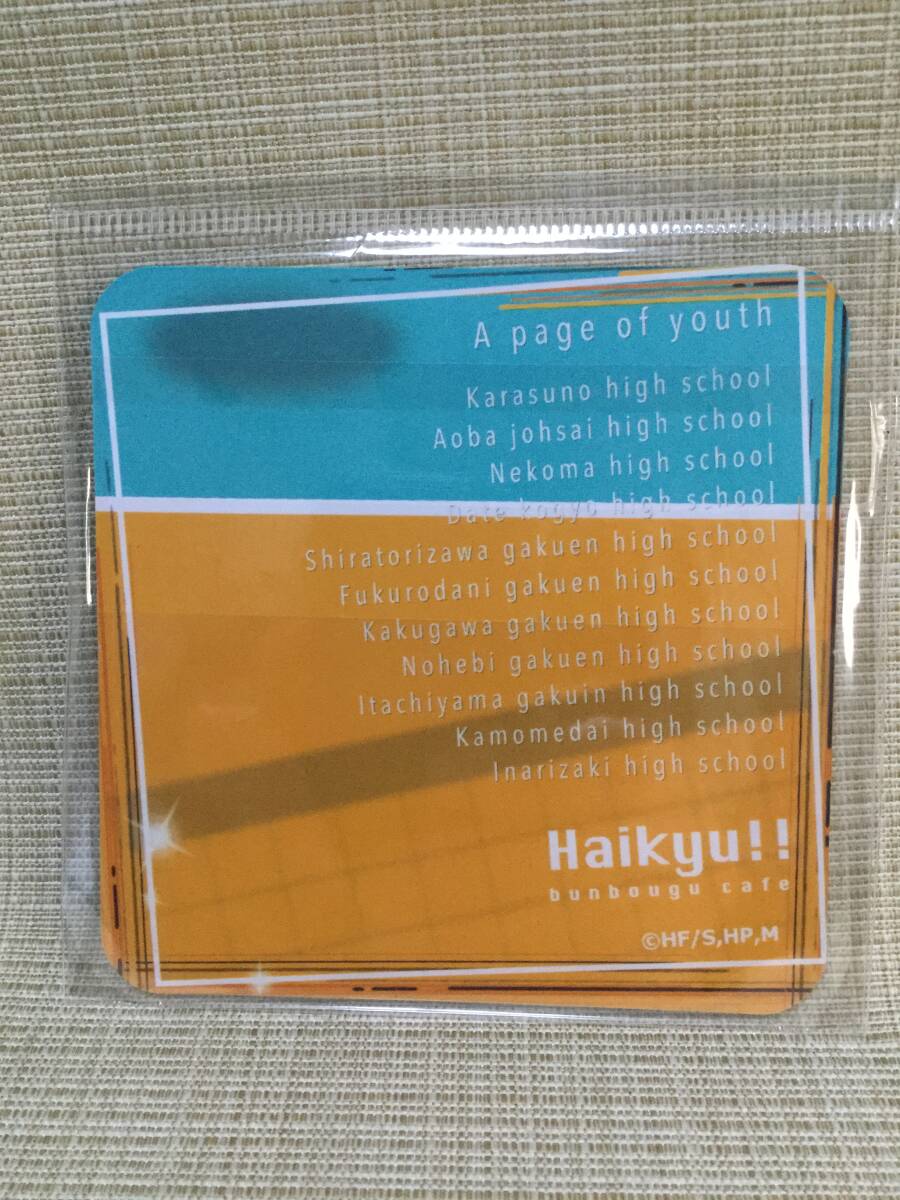 A page of youth
Karasuno high school
Aoba johsai high school
Nekoma high school
Date kogyo high school
Shiratorizawa gakuen high school
Fukurodani gakuen high school
Kakugawa gakuen high school
Nohebi gakuen high school
Itachiyama gakuin high school
Kamomedai high school
Inarizaki high school
Haikyu!!
bunbougu cafe
©HF/S,HP,M